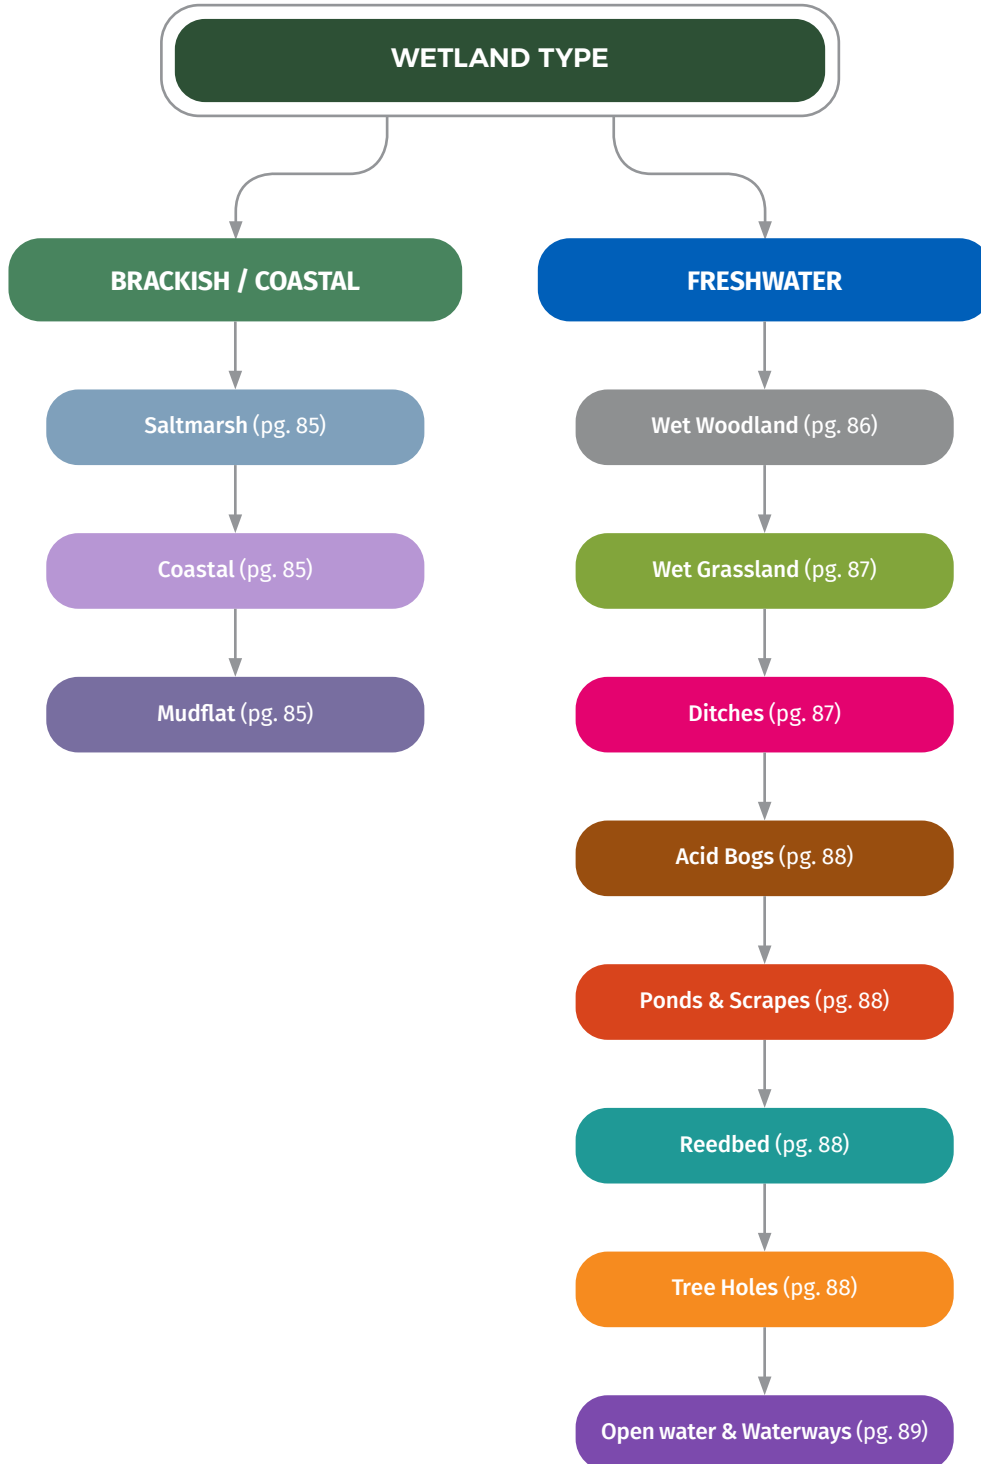 WETLAND TYPE
BRACKISH / COASTAL
Saltmarsh (pg. 85)
Coastal (pg. 85)
Mudflat (pg. 85)
FRESHWATER
Wet Woodland (pg. 86)
Wet Grassland (pg. 87)
Ditches (pg. 87)
Acid Bogs (pg. 88)
Ponds & Scrapes (pg. 88)
Reedbed (pg. 88)
Tree Holes (pg. 88)
Open water & Waterways (pg. 89)